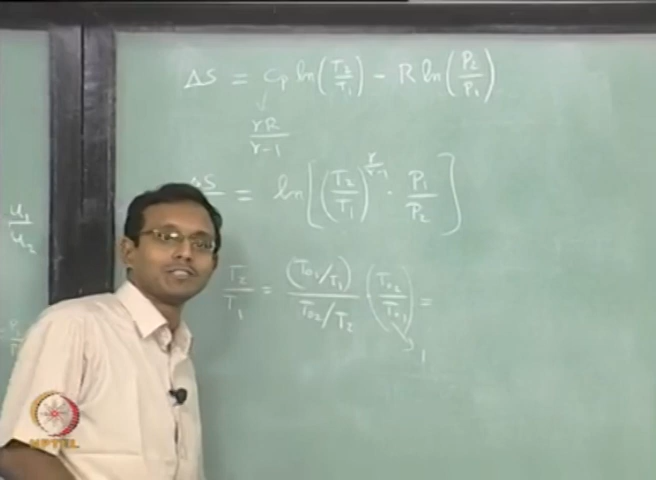 ΔS = Cp ln(T2/T1) − R ln(P2/P1)
γR/γ−1
ΔS = ln[(T2/T1)^(γ/γ−1) · P1/P2]
u1/u2
T2/T1 = (T01/T1)/(T02/T2) (T02/T01) =
1
NPTEL